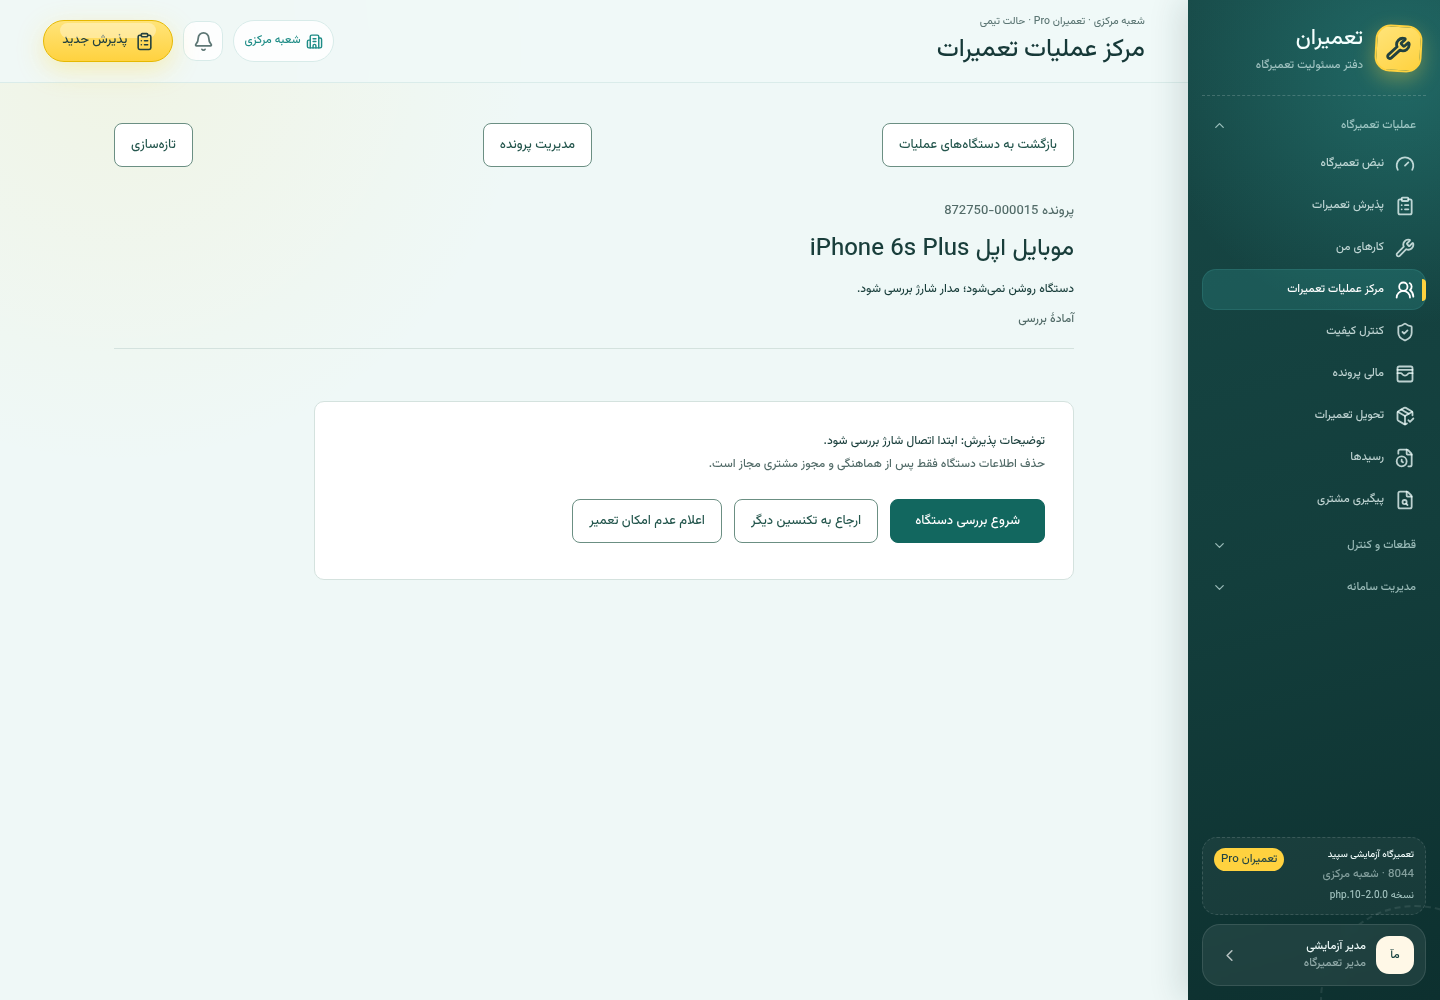 تعمیران
دفتر مسئولیت تعمیرگاه
عملیات تعمیرگاه
نبض تعمیرگاه
پذیرش تعمیرات
کارهای من
مرکز عملیات تعمیرات
کنترل کیفیت
مالی پرونده
تحویل تعمیرات
رسیدها
پیگیری مشتری
قطعات و کنترل
مدیریت سامانه
تعمیرگاه آزمایشی سپید
تعمیران Pro
8044 · شعبه مرکزی
نسخه 2.0.0-php.10
مآ
مدیر آزمایشی
مدیر تعمیرگاه
شعبه مرکزی · تعمیران Pro · حالت تیمی
مرکز عملیات تعمیرات
شعبه مرکزی
پذیرش جدید
بازگشت به دستگاه‌های عملیات
مدیریت پرونده
تازه‌سازی
پرونده 872750-000015
موبایل اپل iPhone 6s Plus
دستگاه روشن نمی‌شود؛ مدار شارژ بررسی شود.
آمادهٔ بررسی
توضیحات پذیرش: ابتدا اتصال شارژ بررسی شود.
حذف اطلاعات دستگاه فقط پس از هماهنگی و مجوز مشتری مجاز است.
شروع بررسی دستگاه
ارجاع به تکنسین دیگر
اعلام عدم امکان تعمیر